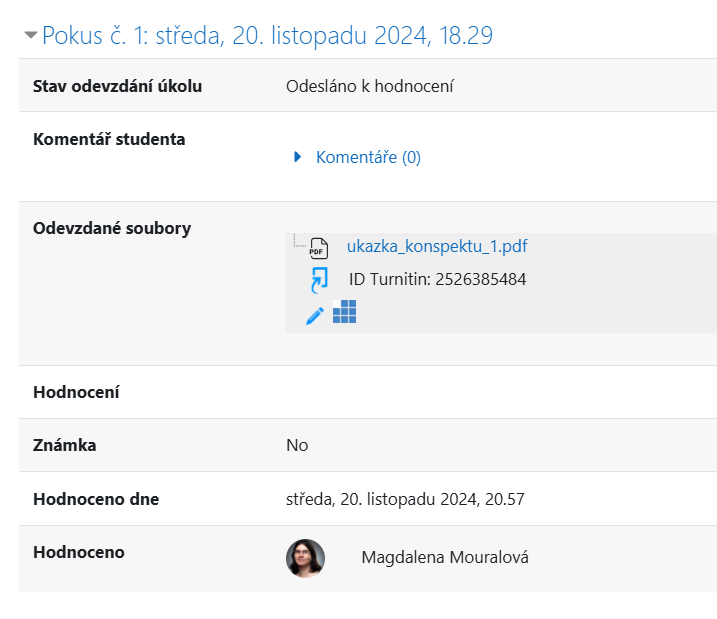 Pokus č. 1: středa, 20. listopadu 2024, 18.29
Stav odevzdání úkolu Odesláno k hodnocení
Komentář studenta
Komentáře (0)
Odevzdané soubory
PDF ukazka_konspektu_1.pdf
ID Turnitin: 2526385484
Hodnocení
Známka No
Hodnoceno dne středa, 20. listopadu 2024, 20.57
Hodnoceno Magdalena Mouralová